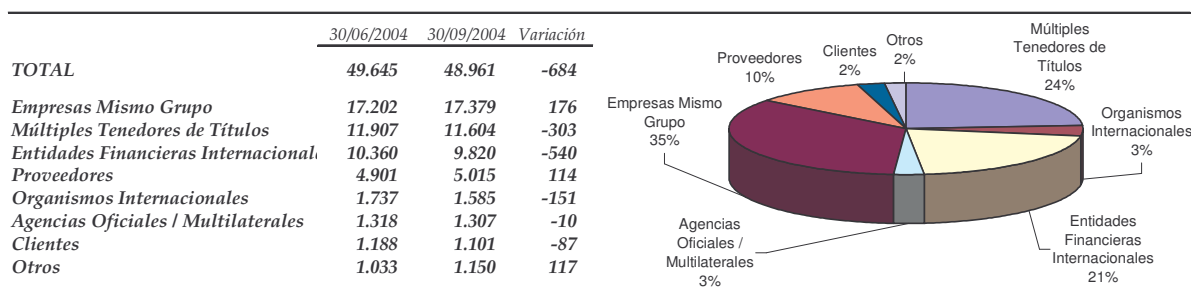 30/06/2004 30/09/2004 Variación
TOTAL 49.645 48.961 -684
Empresas Mismo Grupo 17.202 17.379 176
Múltiples Tenedores de Títulos 11.907 11.604 -303
Entidades Financieras Internacional 10.360 9.820 -540
Proveedores 4.901 5.015 114
Organismos Internacionales 1.737 1.585 -151
Agencias Oficiales / Multilaterales 1.318 1.307 -10
Clientes 1.188 1.101 -87
Otros 1.033 1.150 117
Proveedores
10%
Clientes
2%
Otros
2%
Múltiples
Tenedores de
Títulos
24%
Empresas Mismo
Grupo
35%
Organismos
Internacionales
3%
Agencias
Oficiales /
Multilaterales
3%
Entidades
Financieras
Internacionales
21%